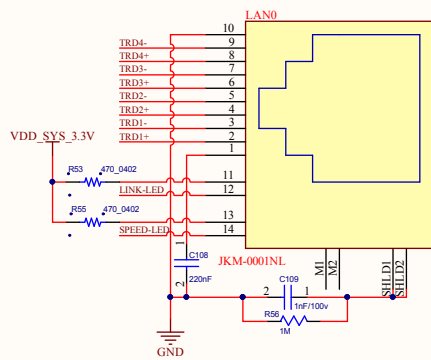 LAN0
10
TRD4- 9
TRD4+ 8
TRD3- 7
TRD3+ 6
TRD2- 5
TRD2+ 4
TRD1- 3
TRD1+ 2
1
VDD_SYS_3.3V
R53 470_0402 11
LINK-LED 12
R55 470_0402 13
SPEED-LED 14
JKM-0001NL
1 C108 220nF 2
M1 M2 SHLD1 SHLD2
2 C109 1
1nF/100v
R56
1M
GND